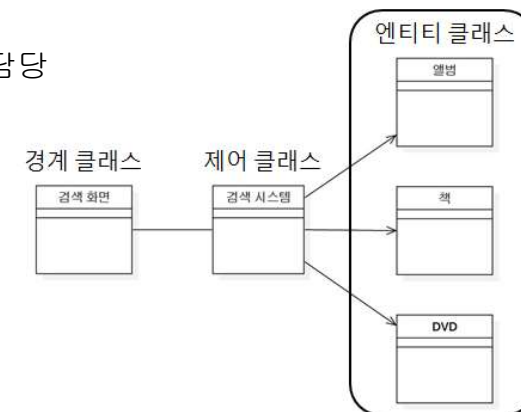 엔티티 클래스
앨범
담당
경계 클래스
제어 클래스
검색 화면
검색 시스템
책
DVD